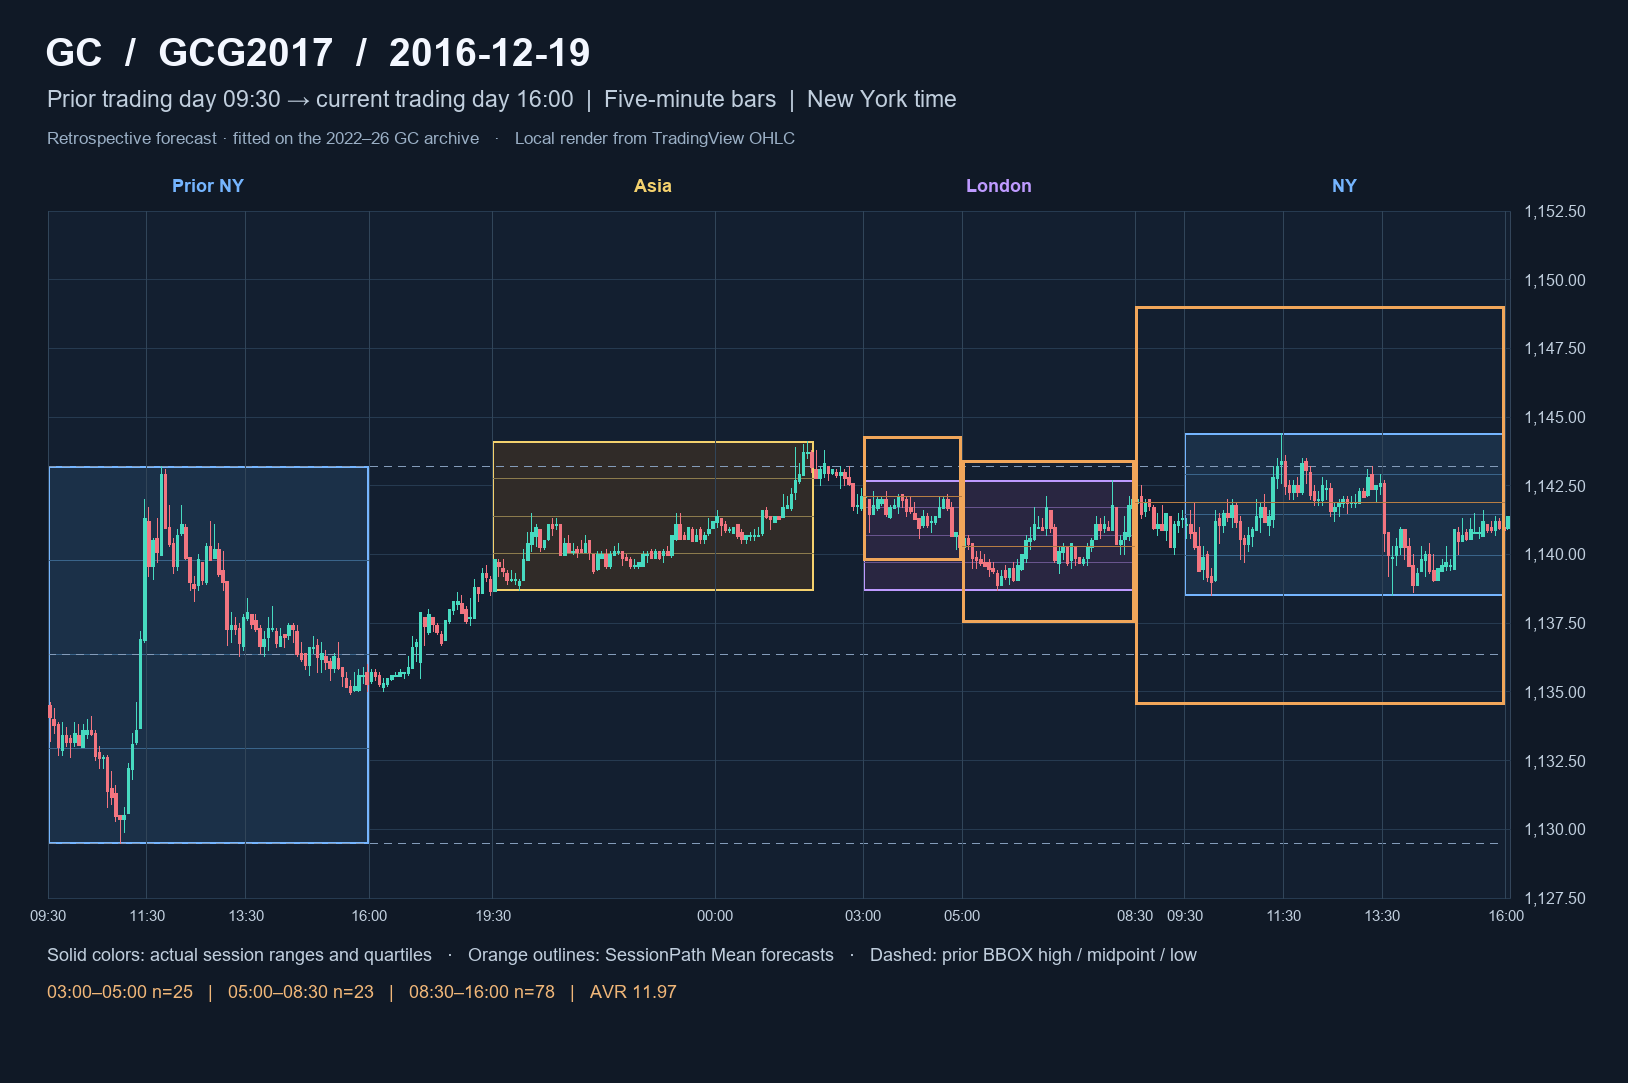 GC / GCG2017 / 2016-12-19
Prior trading day 09:30 → current trading day 16:00 | Five-minute bars | New York time
Retrospective forecast · fitted on the 2022–26 GC archive · Local render from TradingView OHLC
Prior NY Asia London NY
1,152.50
1,150.00
1,147.50
1,145.00
1,142.50
1,140.00
1,137.50
1,135.00
1,132.50
1,130.00
1,127.50
09:30 11:30 13:30 16:00 19:30 00:00 03:00 05:00 08:30 09:30 11:30 13:30 16:00
Solid colors: actual session ranges and quartiles · Orange outlines: SessionPath Mean forecasts · Dashed: prior BBOX high / midpoint / low
03:00–05:00 n=25 | 05:00–08:30 n=23 | 08:30–16:00 n=78 | AVR 11.97